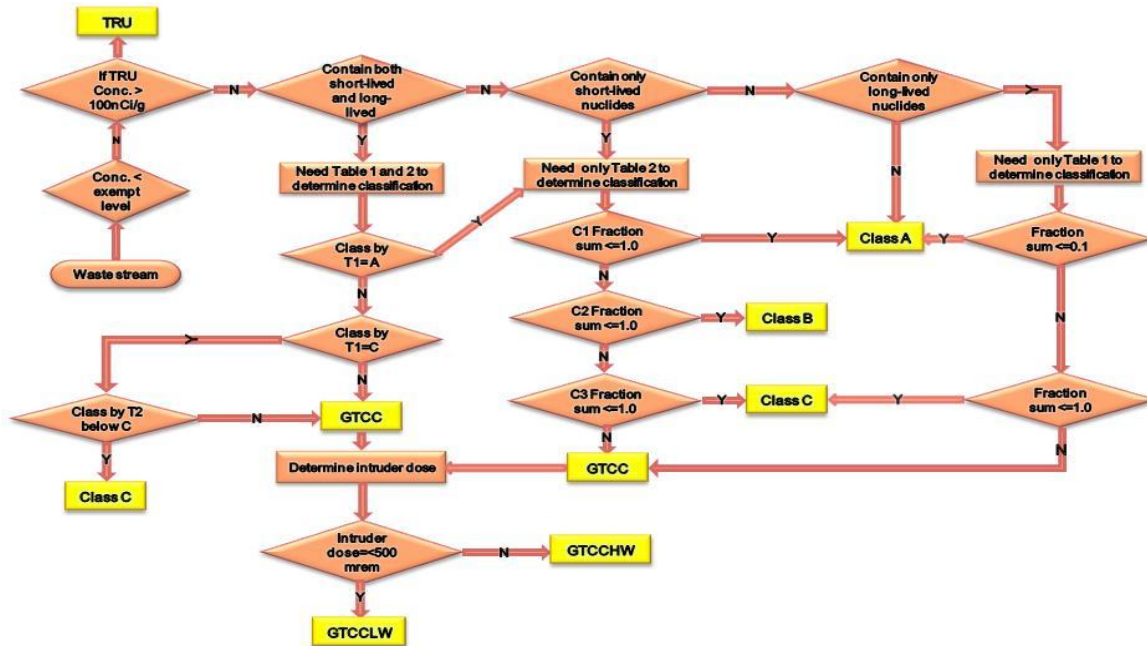 TRU
If TRU
Conc. >
100nCi/g
N
Contain both
short-lived
and long-
lived
N
Contain only
short-lived
nuclides
N
Contain only
long-lived
nuclides
Y
N
Y
Y
N
Conc. <
exempt
level
Need Table 1 and 2 to
determine classification
Need only Table 2 to
determine classification
Need only Table 1 to
determine classification
Waste stream
Class by
T1= A
Y
C1 Fraction
sum <=1.0
Y
Class A
Y
Fraction
sum <=0.1
N
N
N
Class by
T1=C
Y
C2 Fraction
sum <=1.0
Y
Class B
N
N
Class by T2
below C
N
GTCC
C3 Fraction
sum <=1.0
Y
Class C
Y
Fraction
sum <=1.0
Y
N
N
Class C
Determine intruder dose
GTCC
Intruder
dose=<500
mrem
N
GTCCHW
Y
GTCCLW